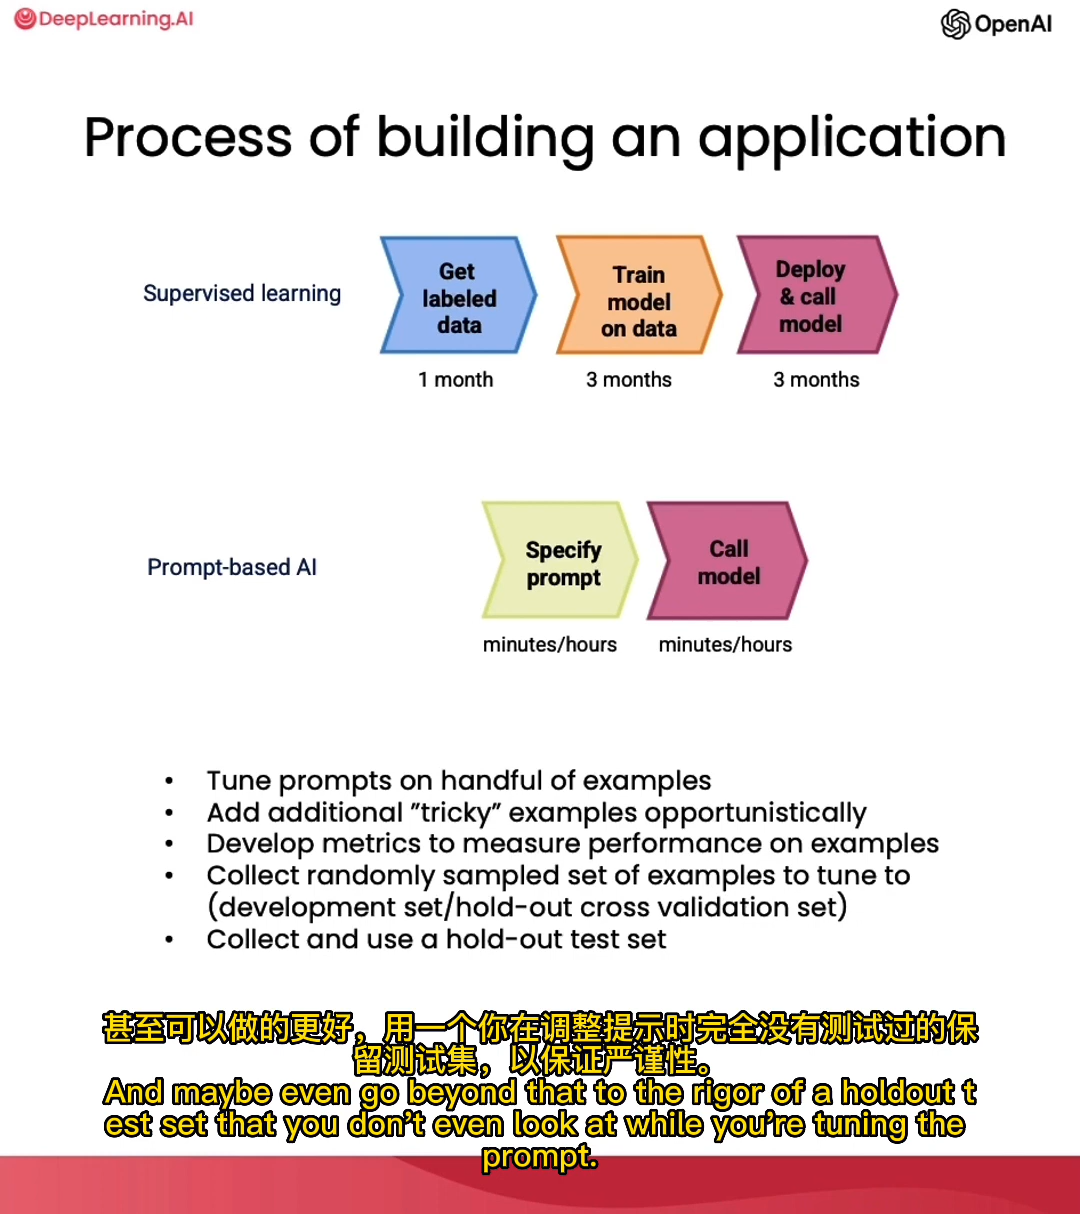 DeepLearning.AI
OpenAI
Process of building an application
Supervised learning
Get
labeled
data
Train
model
on data
Deploy
& call
model
1 month
3 months
3 months
Prompt-based AI
Specify
prompt
Call
model
minutes/hours
minutes/hours
• Tune prompts on handful of examples
• Add additional ”tricky” examples opportunistically
• Develop metrics to measure performance on examples
• Collect randomly sampled set of examples to tune to
(development set/hold-out cross validation set)
• Collect and use a hold-out test set
甚至可以做的更好，用一个你在调整提示时完全没有测试过的保
留测试集，以保证严谨性。
And maybe even go beyond that to the rigor of a holdout t
est set that you don’t even look at while you’re tuning the
prompt.